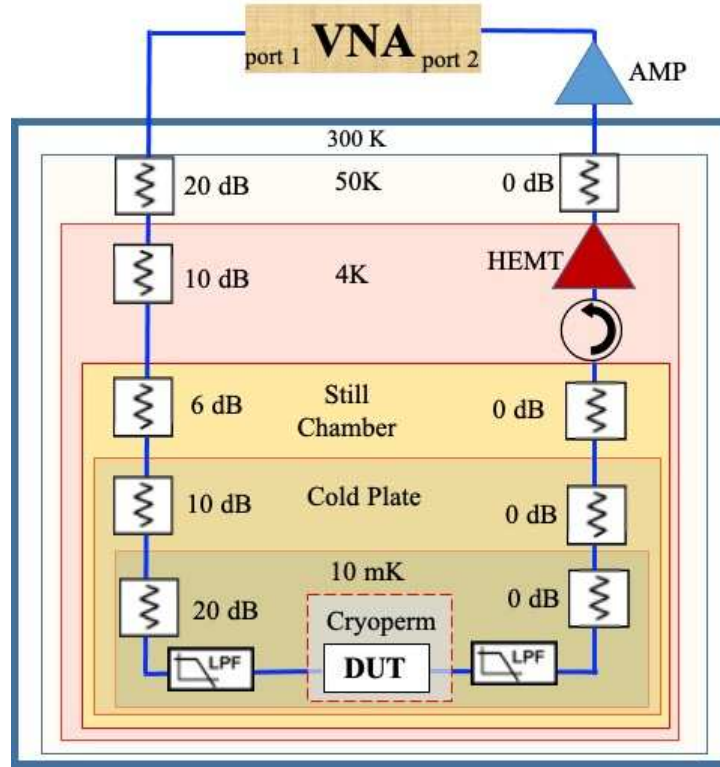 VNA
port 1
port 2
AMP
300 K
20 dB
50K
0 dB
10 dB
4K
HEMT
6 dB
Still
Chamber
0 dB
10 dB
Cold Plate
0 dB
10 mK
20 dB
0 dB
Cryoperm
LPF
DUT
LPF